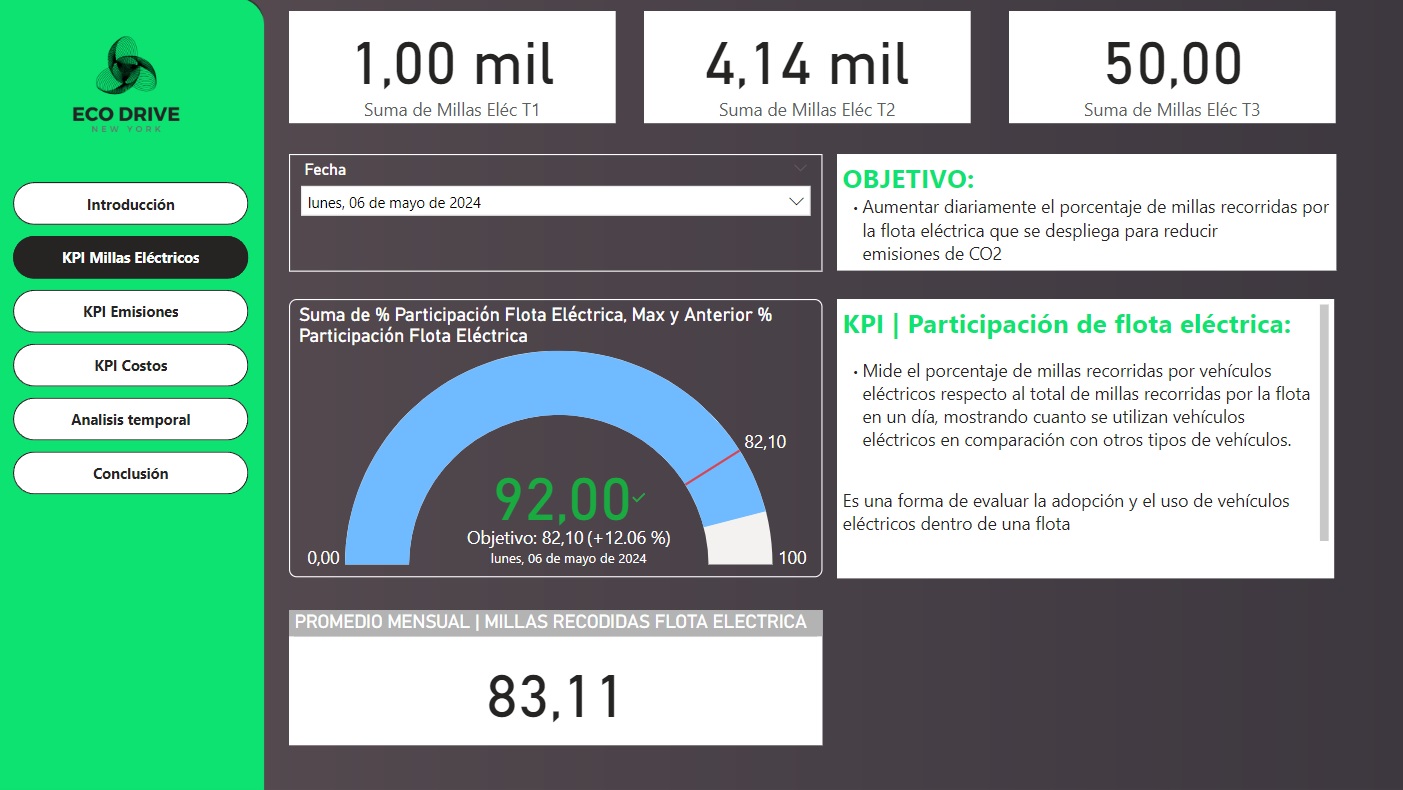 ECO DRIVE
NEW YORK
Introducción
KPI Millas Eléctricos
KPI Emisiones
KPI Costos
Analisis temporal
Conclusión
1,00 mil
Suma de Millas Eléc T1
4,14 mil
Suma de Millas Eléc T2
50,00
Suma de Millas Eléc T3
Fecha
lunes, 06 de mayo de 2024
OBJETIVO:
• Aumentar diariamente el porcentaje de millas recorridas por
la flota eléctrica que se despliega para reducir
emisiones de CO2
Suma de % Participación Flota Eléctrica, Max y Anterior %
Participación Flota Eléctrica
82,10
92,00
Objetivo: 82,10 (+12.06 %)
lunes, 06 de mayo de 2024
0,00
100
KPI | Participación de flota eléctrica:
• Mide el porcentaje de millas recorridas por vehículos
eléctricos respecto al total de millas recorridas por la flota
en un día, mostrando cuanto se utilizan vehículos
eléctricos en comparación con otros tipos de vehículos.
Es una forma de evaluar la adopción y el uso de vehículos
eléctricos dentro de una flota
PROMEDIO MENSUAL | MILLAS RECODIDAS FLOTA ELECTRICA
83,11